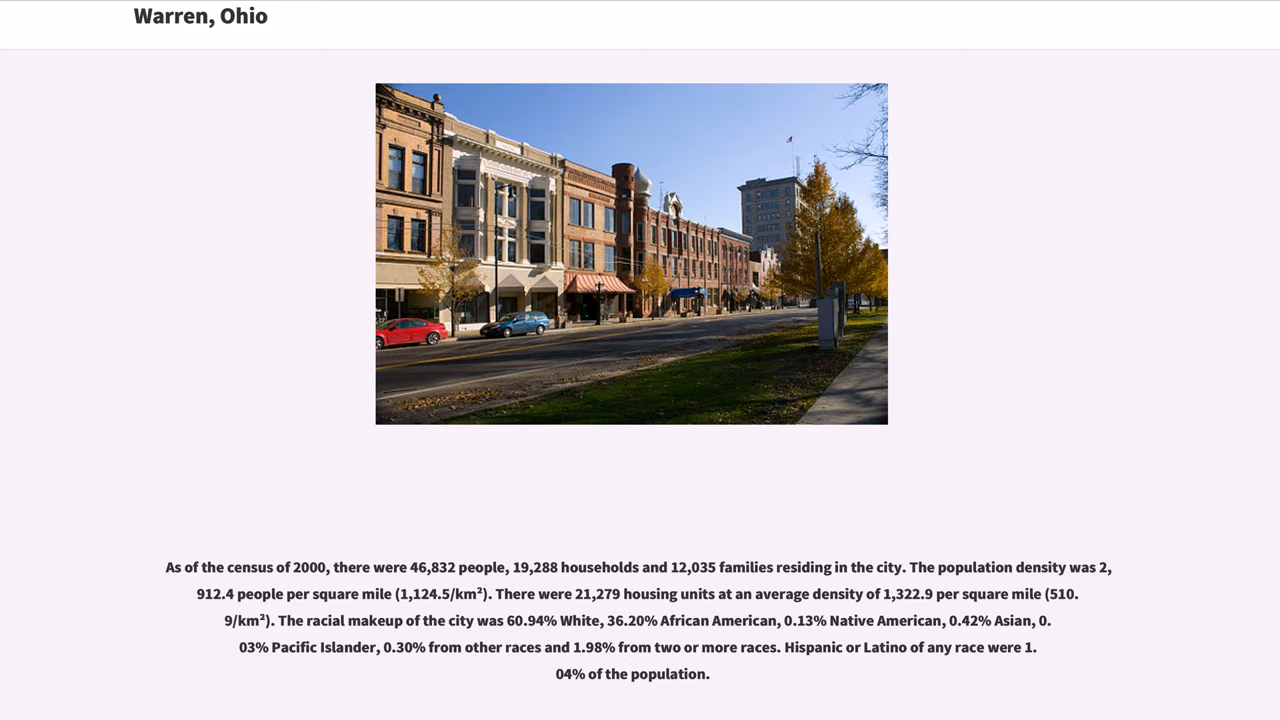 Warren, Ohio
As of the census of 2000, there were 46,832 people, 19,288 households and 12,035 families residing in the city. The population density was 2,
912.4 people per square mile (1,124.5/km²). There were 21,279 housing units at an average density of 1,322.9 per square mile (510.
9/km²). The racial makeup of the city was 60.94% White, 36.20% African American, 0.13% Native American, 0.42% Asian, 0.
03% Pacific Islander, 0.30% from other races and 1.98% from two or more races. Hispanic or Latino of any race were 1.
04% of the population.